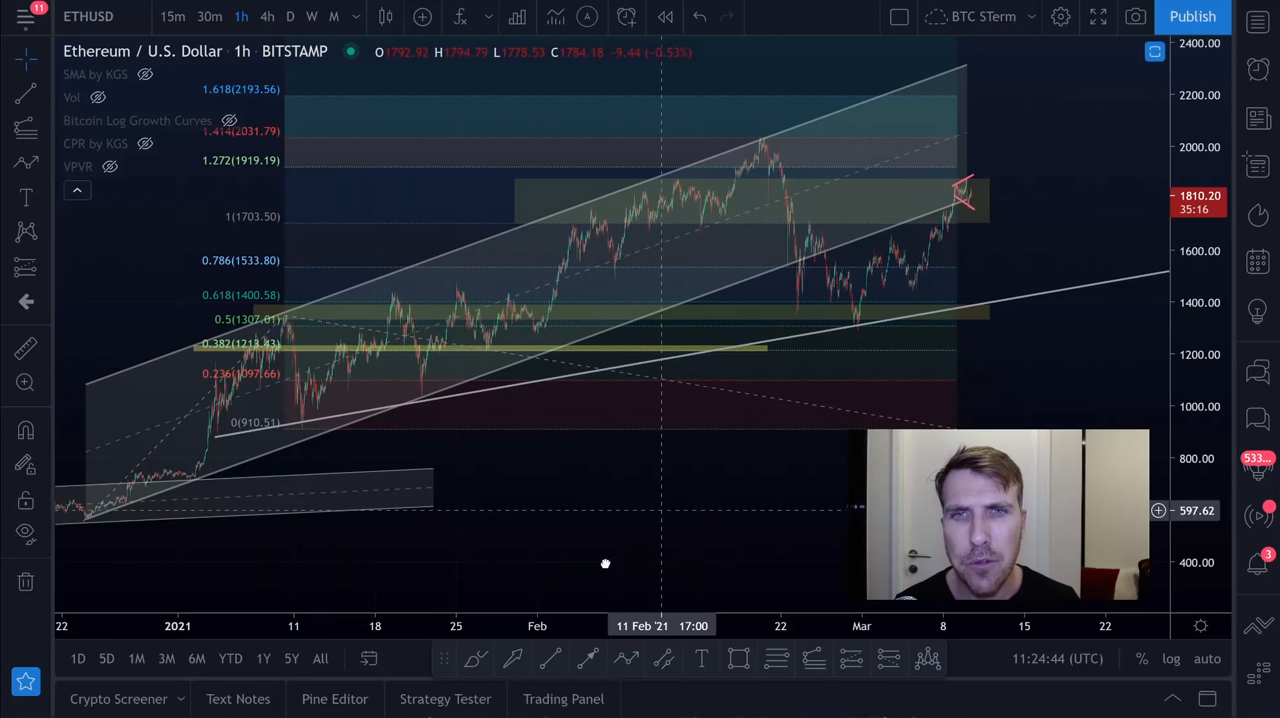 11
ETHUSD
15m 30m 1h 4h D W M
BTC STerm
Publish
Ethereum / U.S. Dollar · 1h · BITSTAMP
O1792.92 H1794.79 L1778.53 C1784.18 -9.44 (-0.53%)
SMA by KGS
Vol
Bitcoin Log Growth Curves
CPR by KGS
VPVR
1.618(2193.56)
1.414(2031.79)
1.272(1919.19)
1(1703.50)
0.786(1533.80)
0.618(1400.58)
0.5(1307.01)
0.382(1213.43)
0.236(1097.66)
0(910.51)
2400.00
2200.00
2000.00
1810.20
35:16
1600.00
1400.00
1200.00
1000.00
800.00
597.62
400.00
533...
3
22 2021 11 18 25 Feb 11 Feb '21 17:00 22 Mar 8 15 22
1D 5D 1M 3M 6M YTD 1Y 5Y All
11:24:44 (UTC) % log auto
Crypto Screener Text Notes Pine Editor Strategy Tester Trading Panel